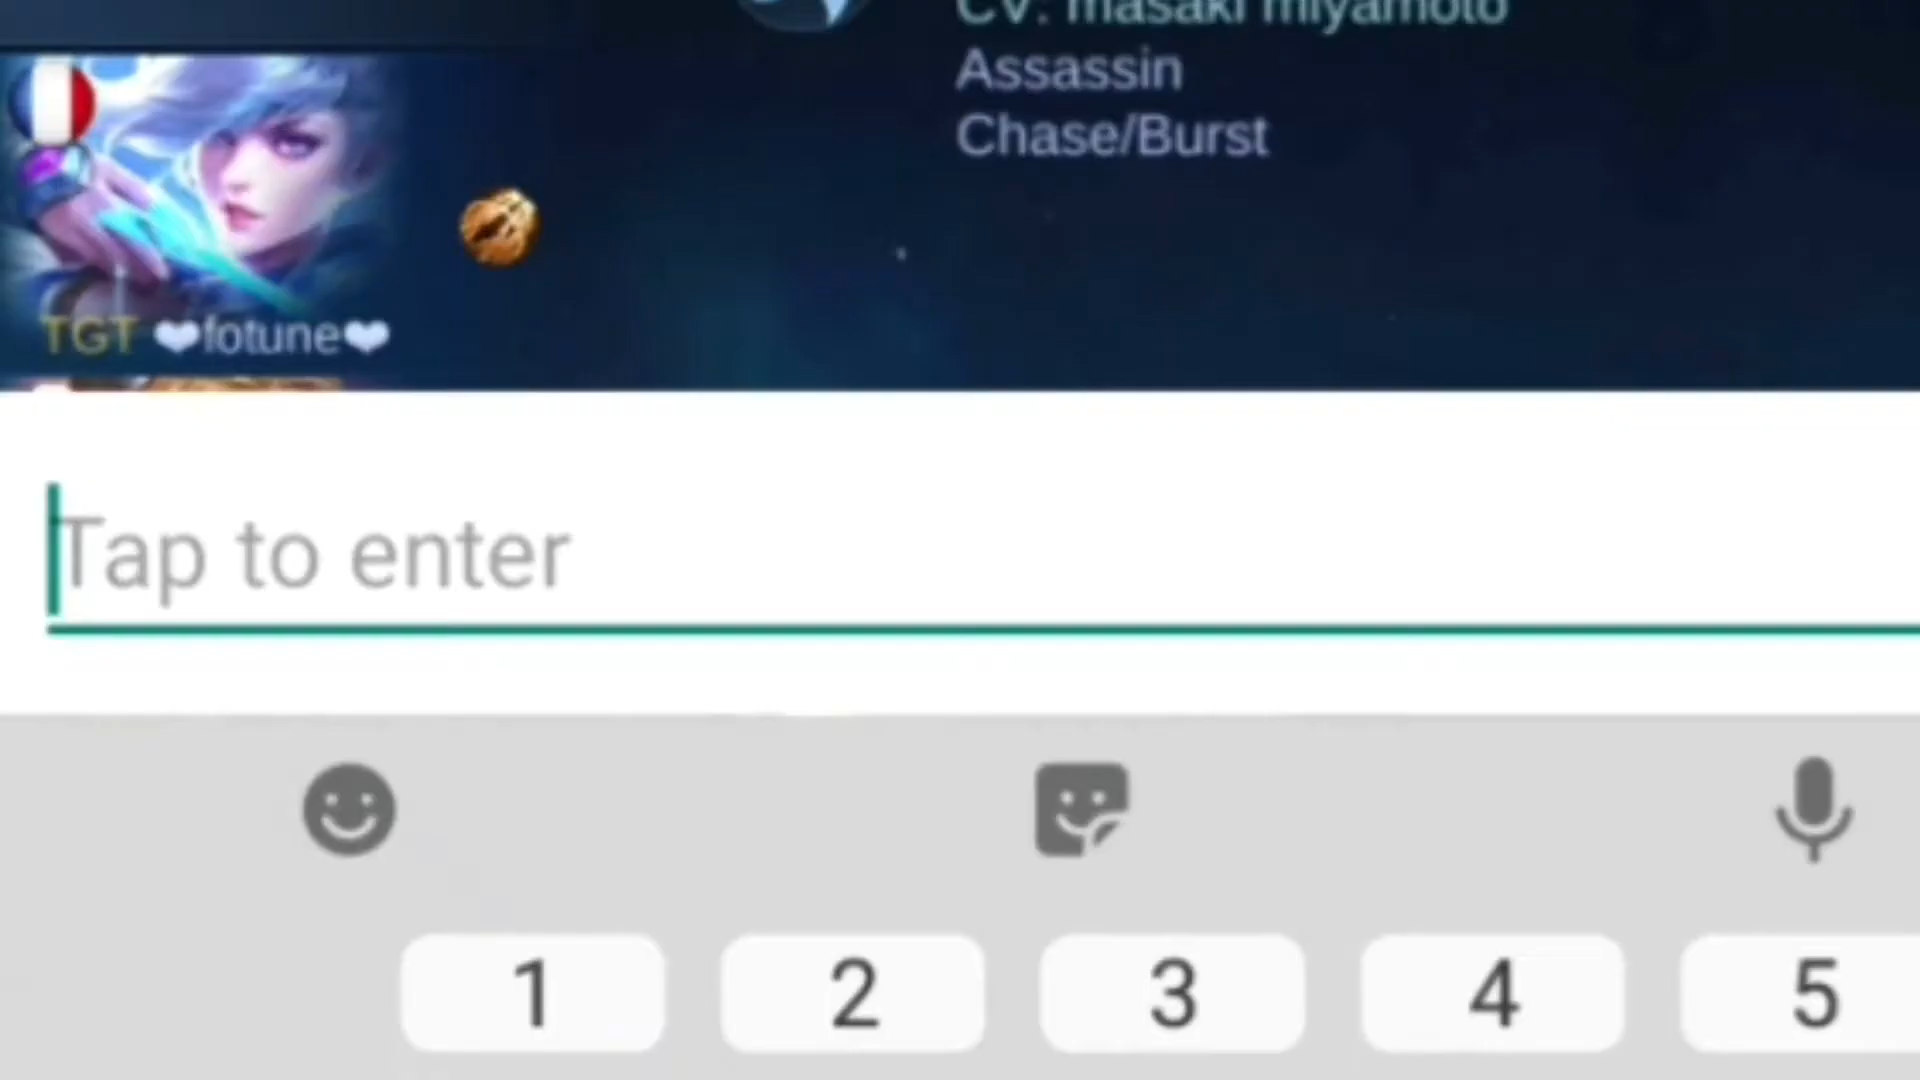 CV: masaki miyamoto
Assassin
Chase/Burst
TGT ❤fotune❤
Tap to enter
1 2 3 4 5